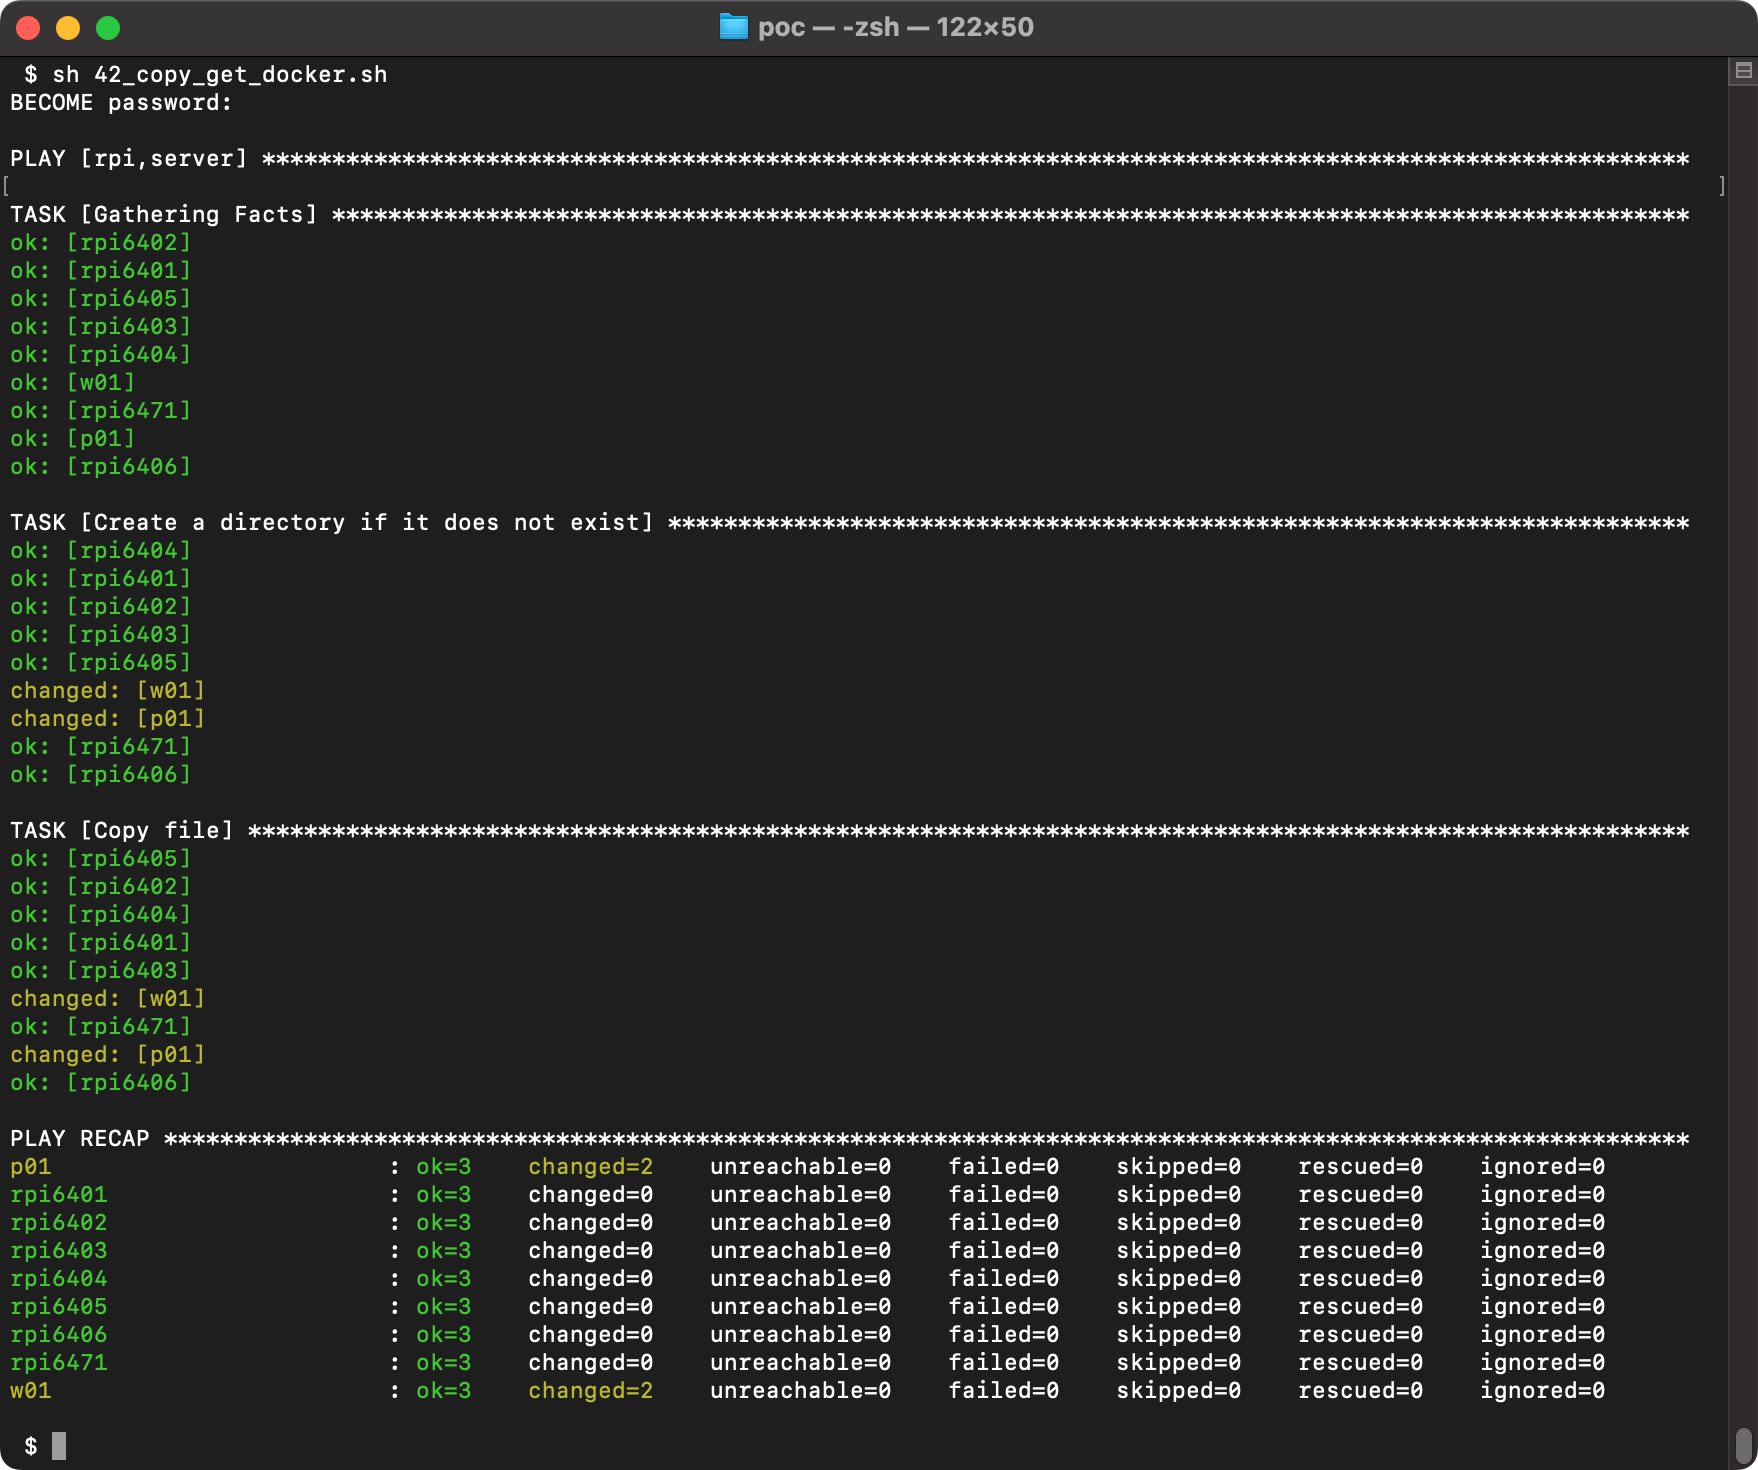 poc — -zsh — 122×50
$ sh 42_copy_get_docker.sh
BECOME password:
PLAY [rpi,server] ******************************************************************************************************
[ ]
TASK [Gathering Facts] *************************************************************************************************
ok: [rpi6402]
ok: [rpi6401]
ok: [rpi6405]
ok: [rpi6403]
ok: [rpi6404]
ok: [w01]
ok: [rpi6471]
ok: [p01]
ok: [rpi6406]
TASK [Create a directory if it does not exist] *************************************************************************
ok: [rpi6404]
ok: [rpi6401]
ok: [rpi6402]
ok: [rpi6403]
ok: [rpi6405]
changed: [w01]
changed: [p01]
ok: [rpi6471]
ok: [rpi6406]
TASK [Copy file] *******************************************************************************************************
ok: [rpi6405]
ok: [rpi6402]
ok: [rpi6404]
ok: [rpi6401]
ok: [rpi6403]
changed: [w01]
ok: [rpi6471]
changed: [p01]
ok: [rpi6406]
PLAY RECAP *************************************************************************************************************
p01                        : ok=3    changed=2    unreachable=0    failed=0    skipped=0    rescued=0    ignored=0
rpi6401                    : ok=3    changed=0    unreachable=0    failed=0    skipped=0    rescued=0    ignored=0
rpi6402                    : ok=3    changed=0    unreachable=0    failed=0    skipped=0    rescued=0    ignored=0
rpi6403                    : ok=3    changed=0    unreachable=0    failed=0    skipped=0    rescued=0    ignored=0
rpi6404                    : ok=3    changed=0    unreachable=0    failed=0    skipped=0    rescued=0    ignored=0
rpi6405                    : ok=3    changed=0    unreachable=0    failed=0    skipped=0    rescued=0    ignored=0
rpi6406                    : ok=3    changed=0    unreachable=0    failed=0    skipped=0    rescued=0    ignored=0
rpi6471                    : ok=3    changed=0    unreachable=0    failed=0    skipped=0    rescued=0    ignored=0
w01                        : ok=3    changed=2    unreachable=0    failed=0    skipped=0    rescued=0    ignored=0
$